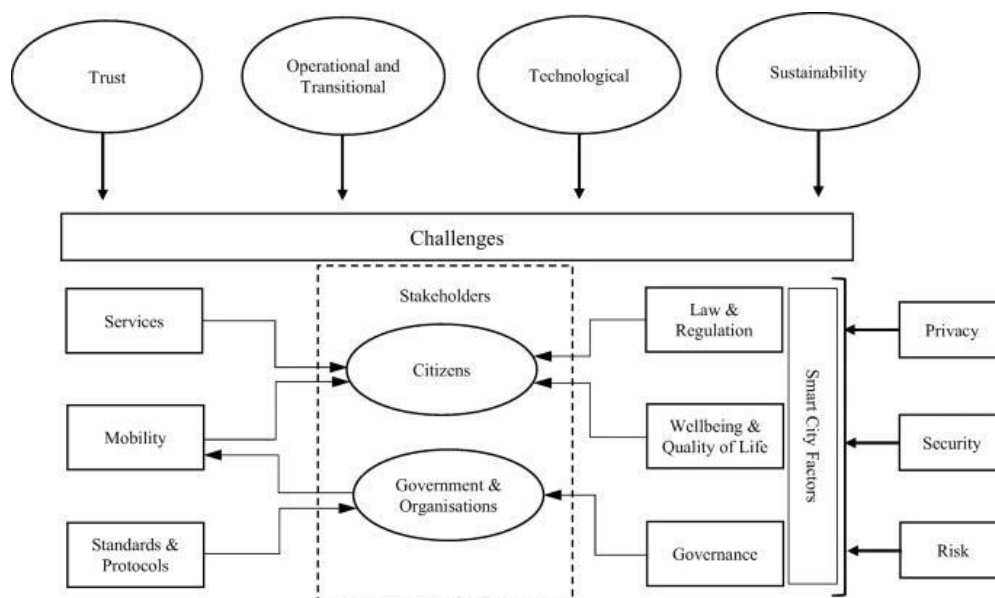 Trust
Operational and
Transitional
Technological
Sustainability
Challenges
Stakeholders
Services
Citizens
Law &
Regulation
Privacy
Mobility
Wellbeing &
Quality of Life
Smart City Factors
Security
Government &
Organisations
Standards &
Protocols
Governance
Risk